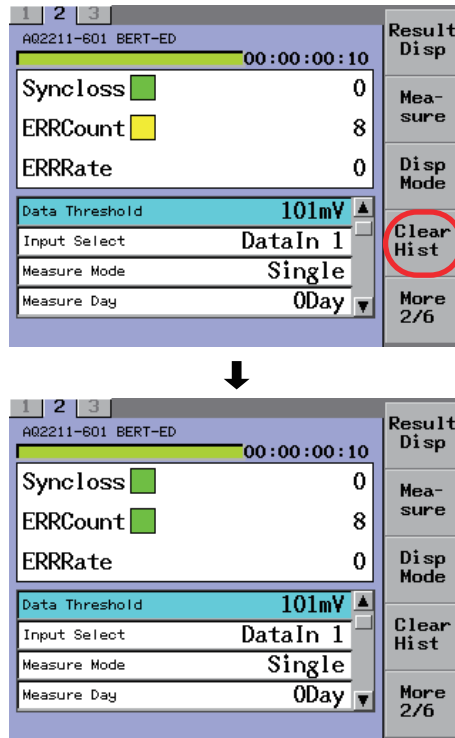 1 2 3
AQ2211-601 BERT-ED
00:00:00:10
Syncloss 0
ERRCount 8
ERRRate 0
Data Threshold 101mV
Input Select DataIn 1
Measure Mode Single
Measure Day 0Day
Result
Disp
Mea-
sure
Disp
Mode
Clear
Hist
More
2/6
1 2 3
AQ2211-601 BERT-ED
00:00:00:10
Syncloss 0
ERRCount 8
ERRRate 0
Data Threshold 101mV
Input Select DataIn 1
Measure Mode Single
Measure Day 0Day
Result
Disp
Mea-
sure
Disp
Mode
Clear
Hist
More
2/6